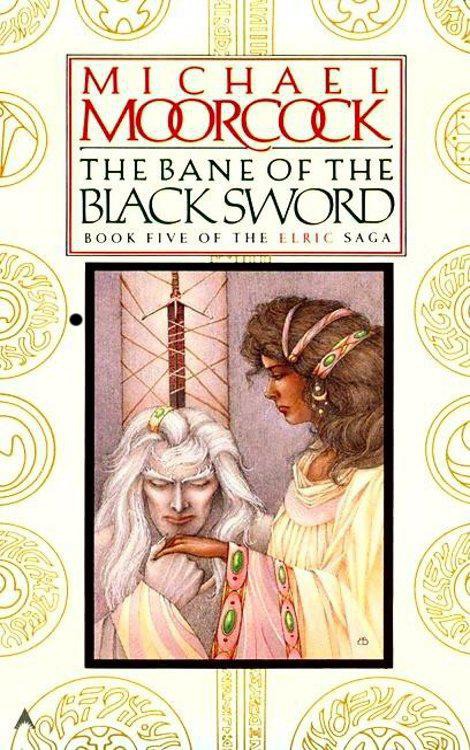 MICHAEL
MOORCOCK
THE BANE OF THE
BLACK SWORD
BOOK FIVE OF THE ELRIC SAGA